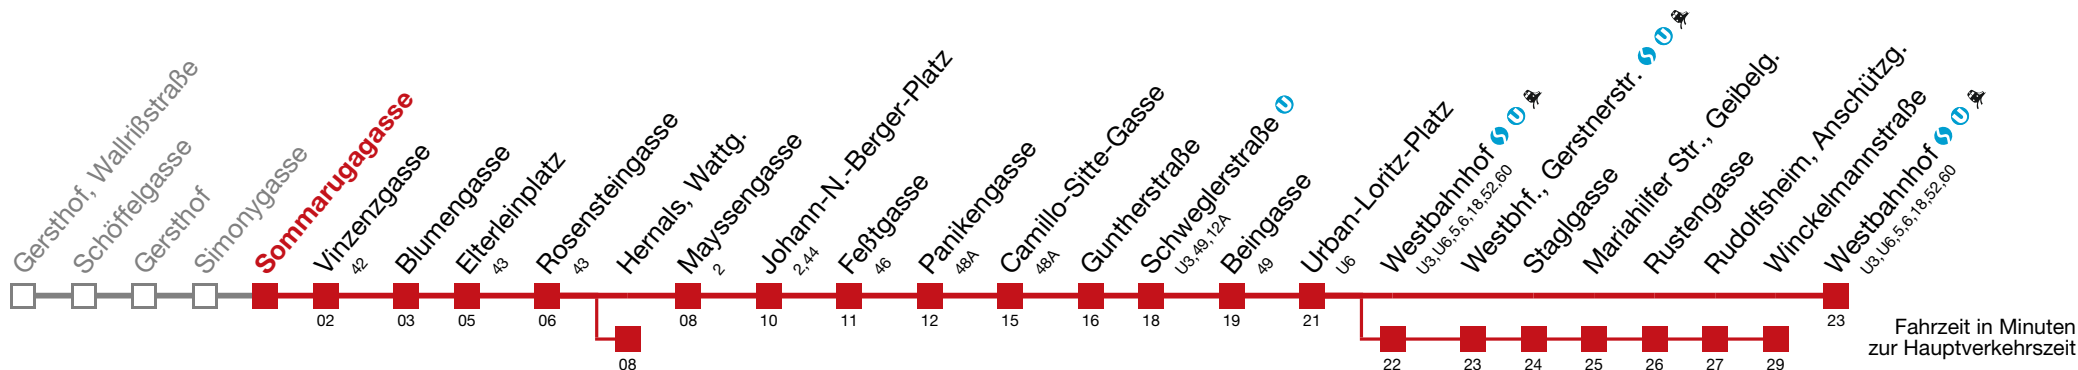 Gersthof, Wallrißstraße
Schöffelgasse
Gersthof
Simonygasse
Sommarugagasse
Vinzenzgasse
42
Blumengasse
Elterleinplatz
43
Rosensteingasse
43
Hernals, Wattg.
Mayssengasse
2
Johann-N.-Berger-Platz
2,44
Feßtgasse
46
Panikengasse
48A
Camillo-Sitte-Gasse
48A
Guntherstraße
Schweglerstraße U
U3,49,12A
Beingasse
49
Urban-Loritz-Platz
U6
Westbahnhof S U
U3,U6,5,6,18,52,60
Westbhf., Gerstnerstr. S U
Staglgasse
Mariahilfer Str., Geibelg.
Rustengasse
Rudolfsheim, Anschützg.
Winckelmannstraße
Westbahnhof S U
U3,U6,5,6,18,52,60
02 03 05 06 08 10 11 12 15 16 18 19 21 23
08 22 23 24 25 26 27 29
Fahrzeit in Minuten
zur Hauptverkehrszeit